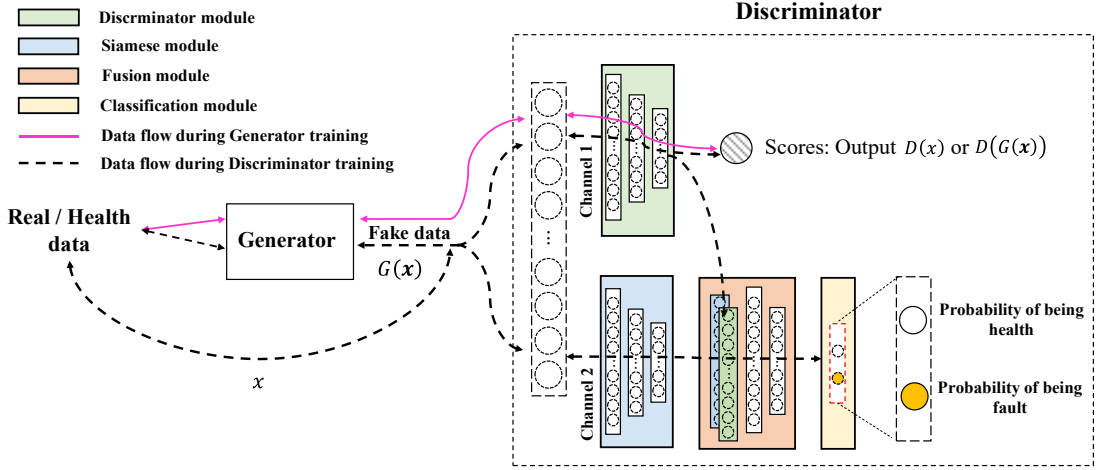 Discrminator module
Siamese module
Fusion module
Classification module
Data flow during Generator training
Data flow during Discriminator training
Discriminator
Channel 1
Scores: Output D(x) or D(G(x))
Real / Health
data
Generator
Fake data
G(x)
x
Channel 2
Probability of being
health
Probability of being
fault